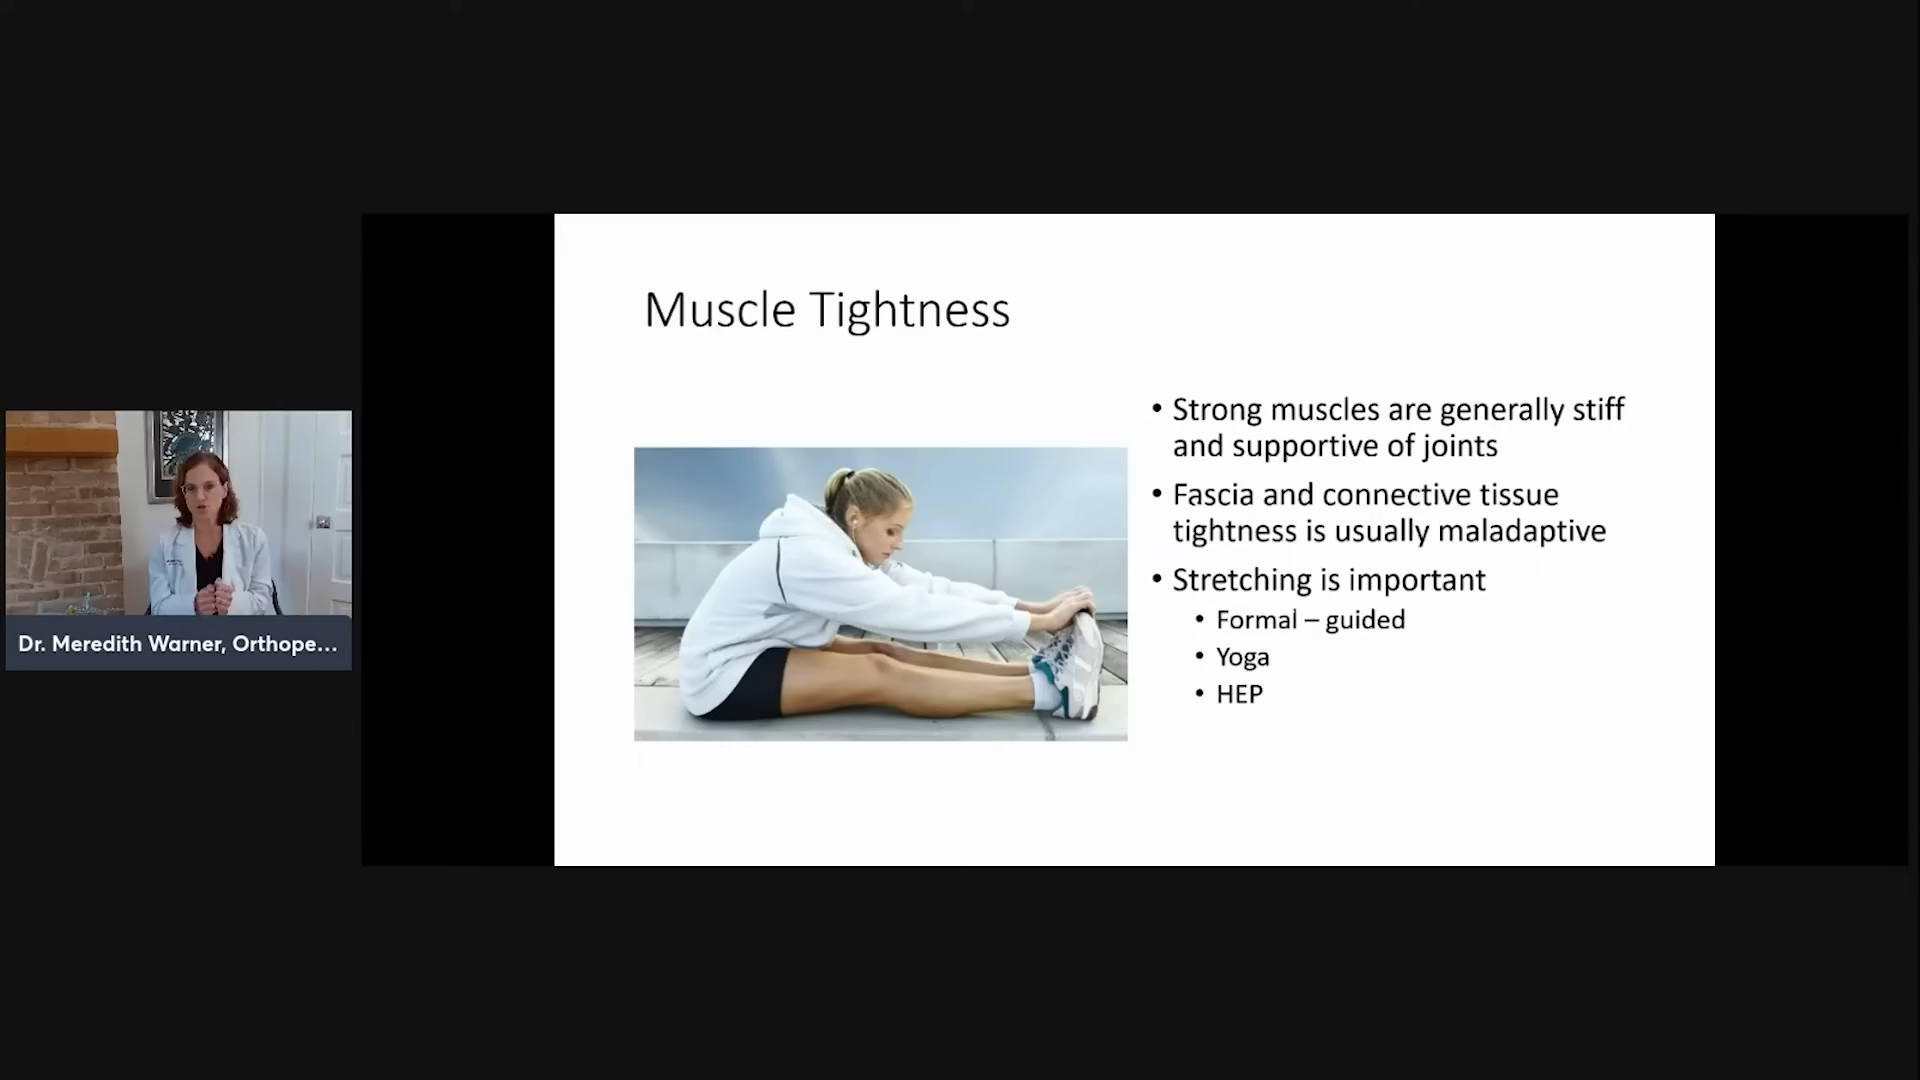 Muscle Tightness
• Strong muscles are generally stiff
and supportive of joints
• Fascia and connective tissue
tightness is usually maladaptive
• Stretching is important
• Formal – guided
• Yoga
• HEP
Dr. Meredith Warner, Orthope...